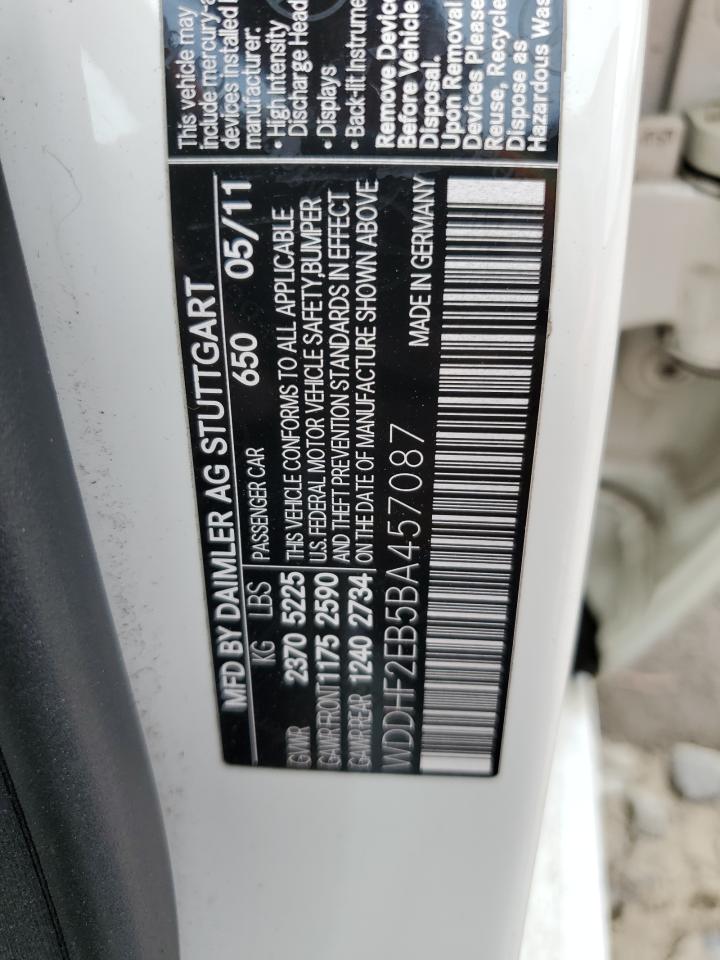 This vehicle may
include mercury-
devices installed
manufacturer:
• High Intensity
Discharge Head
• Displays
• Back-lit Instrume
Remove Device
Before Vehicle
Disposal.
Upon Removal
Devices Please
Reuse, Recycle
Dispose as
Hazardous Was
MFD BY DAIMLER AG STUTTGART
650 05/11
KG LBS PASSENGER CAR
GVWR 2370 5225
GAWR FRONT 1175 2590
GAWR REAR 1240 2734
THIS VEHICLE CONFORMS TO ALL APPLICABLE
U.S. FEDERAL MOTOR VEHICLE SAFETY,BUMPER
AND THEFT PREVENTION STANDARDS IN EFFECT
ON THE DATE OF MANUFACTURE SHOWN ABOVE
MADE IN GERMANY
WDDHF2EB5BA457087